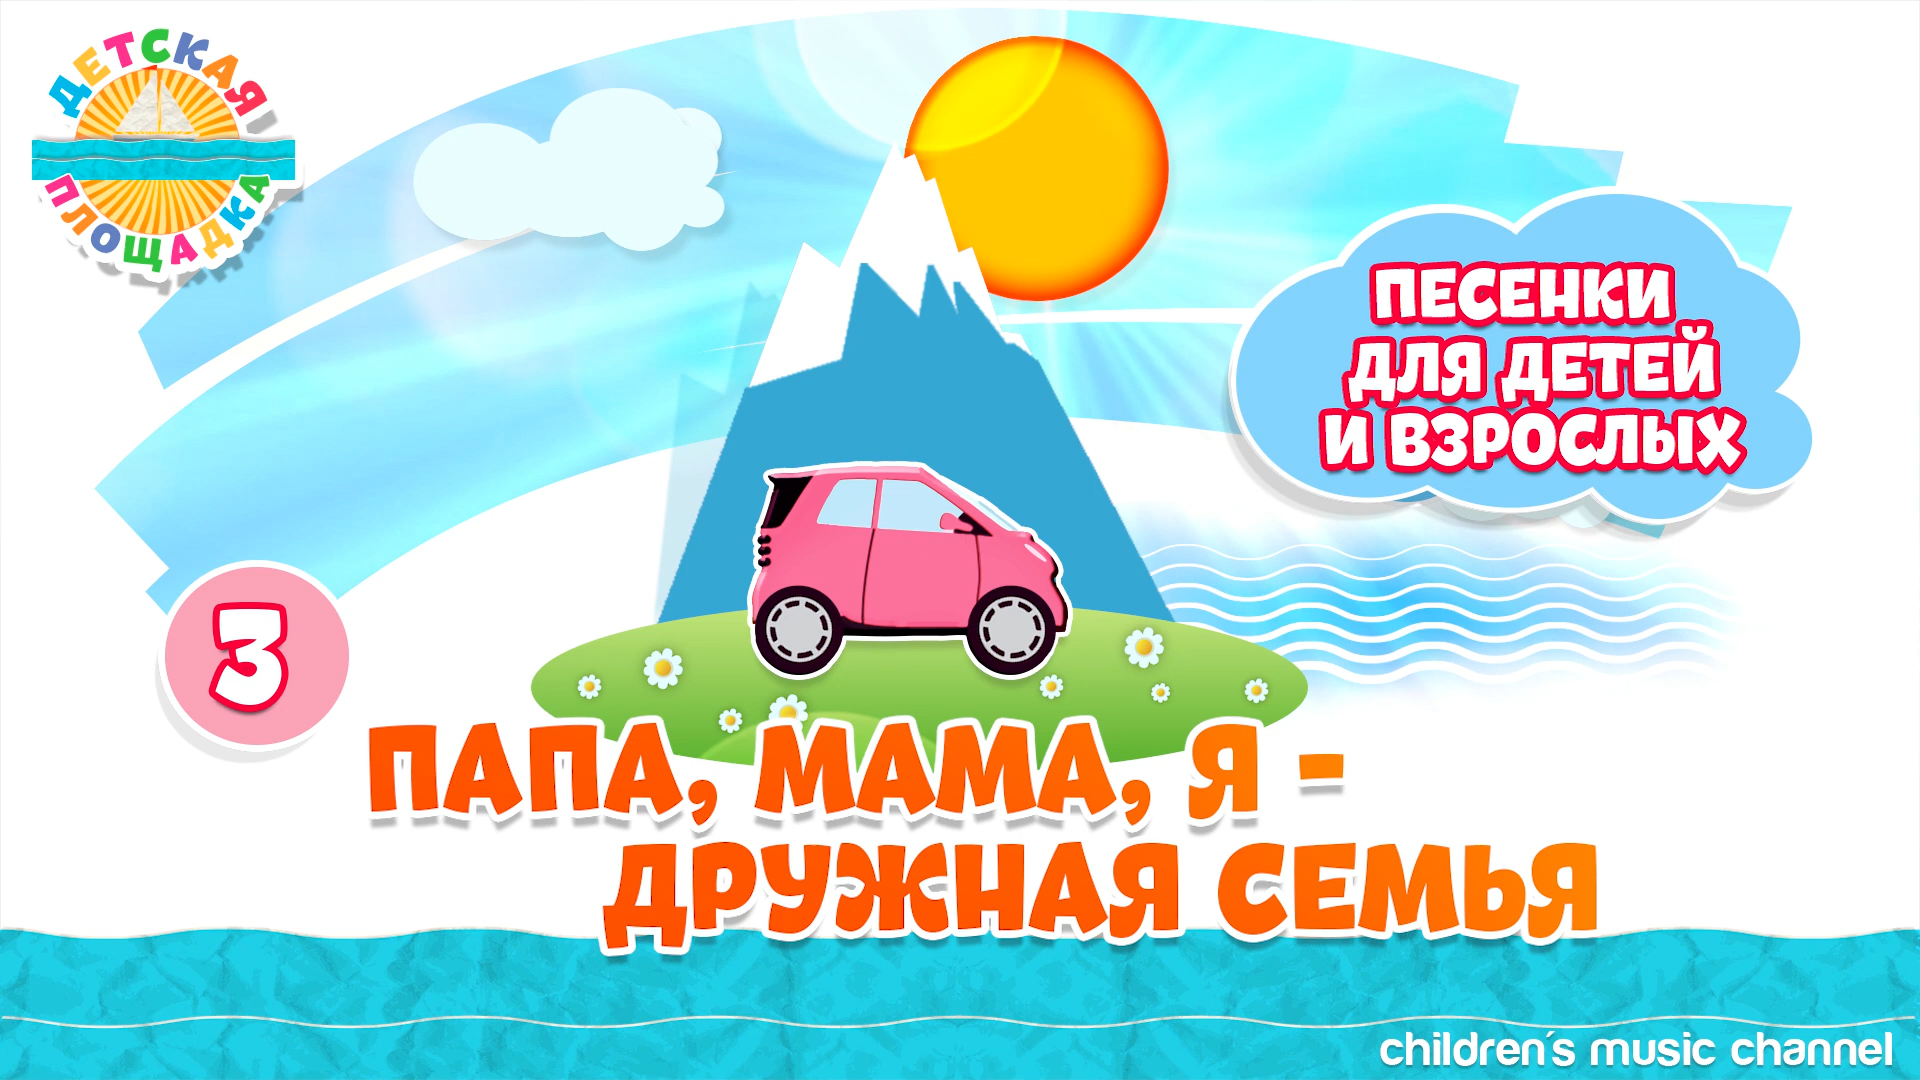 ДЕТСКАЯ
ПЛОЩАДКА
ПЕСЕНКИ
ДЛЯ ДЕТЕЙ
И ВЗРОСЛЫХ
3
ПАПА, МАМА, Я -
ДРУЖНАЯ СЕМЬЯ
children´s music channel